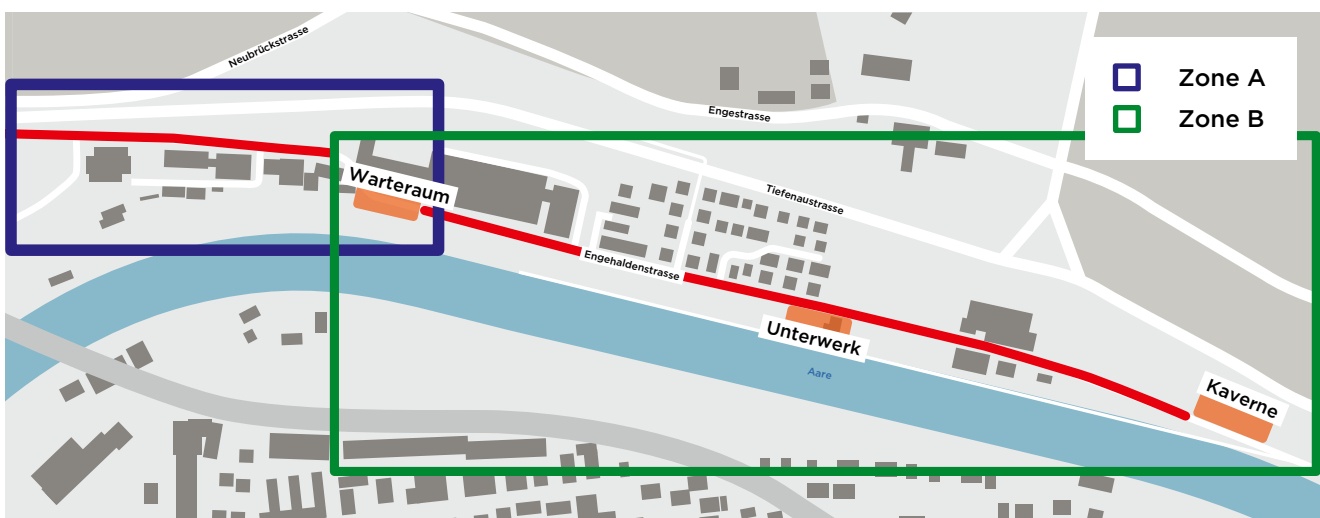 Neubrückstrasse
Zone A
Zone B
Engestrasse
Warteraum
Tiefenaustrasse
Engehaldenstrasse
Unterwerk
Aare
Kaverne